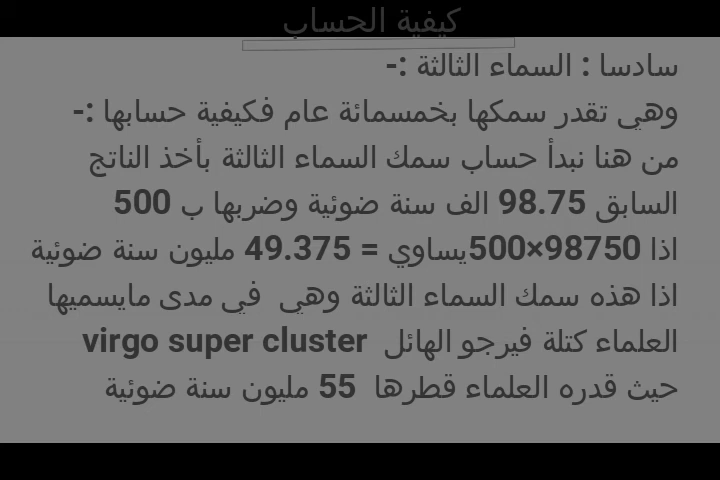 كيفية الحساب
سادسا : السماء الثالثة :-
وهي تقدر سمكها بخمسمائة عام فكيفية حسابها :-
من هنا نبدأ حساب سمك السماء الثالثة بأخذ الناتج
السابق 98.75 الف سنة ضوئية وضربها ب 500
اذا 98750×500يساوي = 49.375 مليون سنة ضوئية
اذا هذه سمك السماء الثالثة وهي في مدى مايسميها
العلماء كتلة فيرجو الهائل virgo super cluster
حيث قدره العلماء قطرها 55 مليون سنة ضوئية